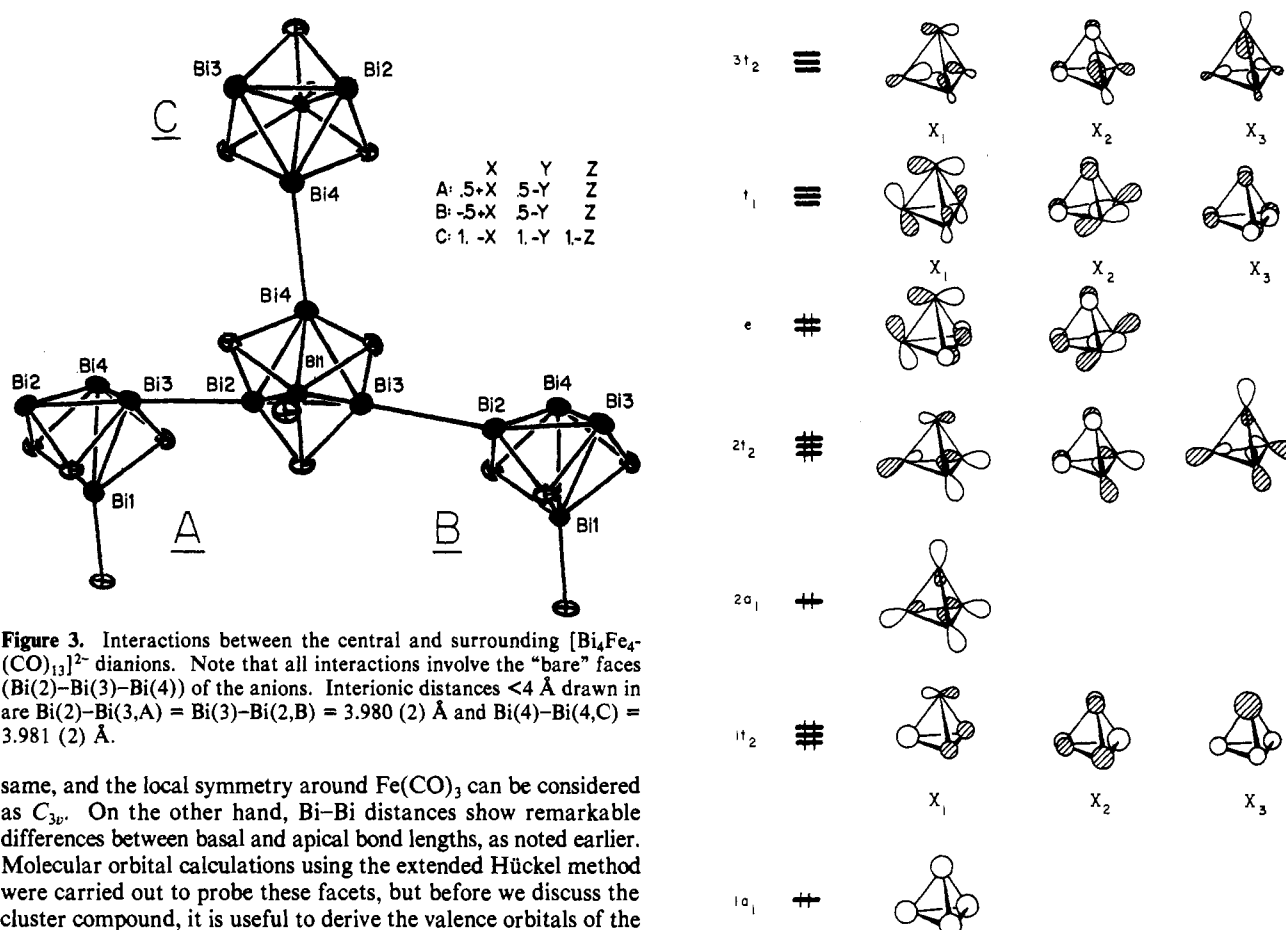 Bi3
Bi2
C
Bi4
X Y Z
A: .5+X .5-Y Z
B: -.5+X .5-Y Z
C: 1.-X 1.-Y 1.-Z
Bi4
Bi1
Bi2
Bi3
Bi2
Bi4
Bi3
Bi1
A
Bi2
Bi4
Bi3
Bi1
B
Figure 3. Interactions between the central and surrounding [Bi4Fe4-
(CO)13]2- dianions. Note that all interactions involve the "bare" faces
(Bi(2)–Bi(3)–Bi(4)) of the anions. Interionic distances <4 Å drawn in
are Bi(2)–Bi(3,A) = Bi(3)–Bi(2,B) = 3.980 (2) Å and Bi(4)–Bi(4,C) =
3.981 (2) Å.
same, and the local symmetry around Fe(CO)3 can be considered
as C3v. On the other hand, Bi–Bi distances show remarkable
differences between basal and apical bond lengths, as noted earlier.
Molecular orbital calculations using the extended Hückel method
were carried out to probe these facets, but before we discuss the
cluster compound, it is useful to derive the valence orbitals of the
3t2
X1 X2 X3
t1
X1 X2 X3
e
2t2
2a1
1t2
X1 X2 X3
1a1